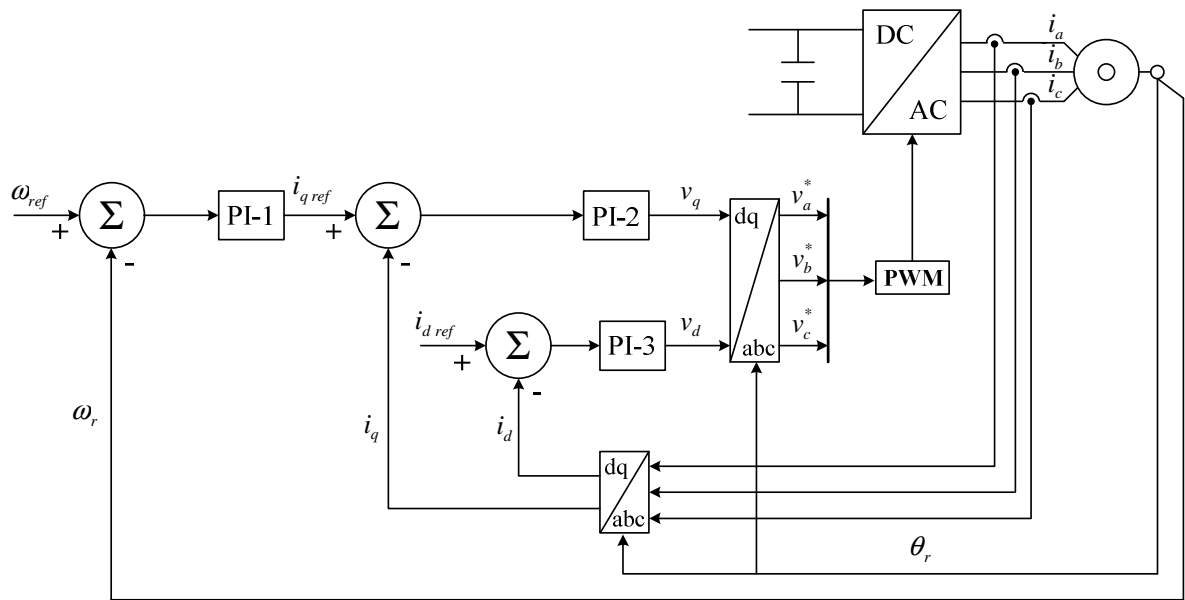 DC
AC
i_a
i_b
i_c
ω_ref
+
-
Σ
PI-1
i_q ref
+
-
Σ
PI-2
v_q
dq
abc
v_a^*
v_b^*
v_c^*
PWM
i_d ref
+
-
Σ
PI-3
v_d
ω_r
i_q
i_d
dq
abc
θ_r